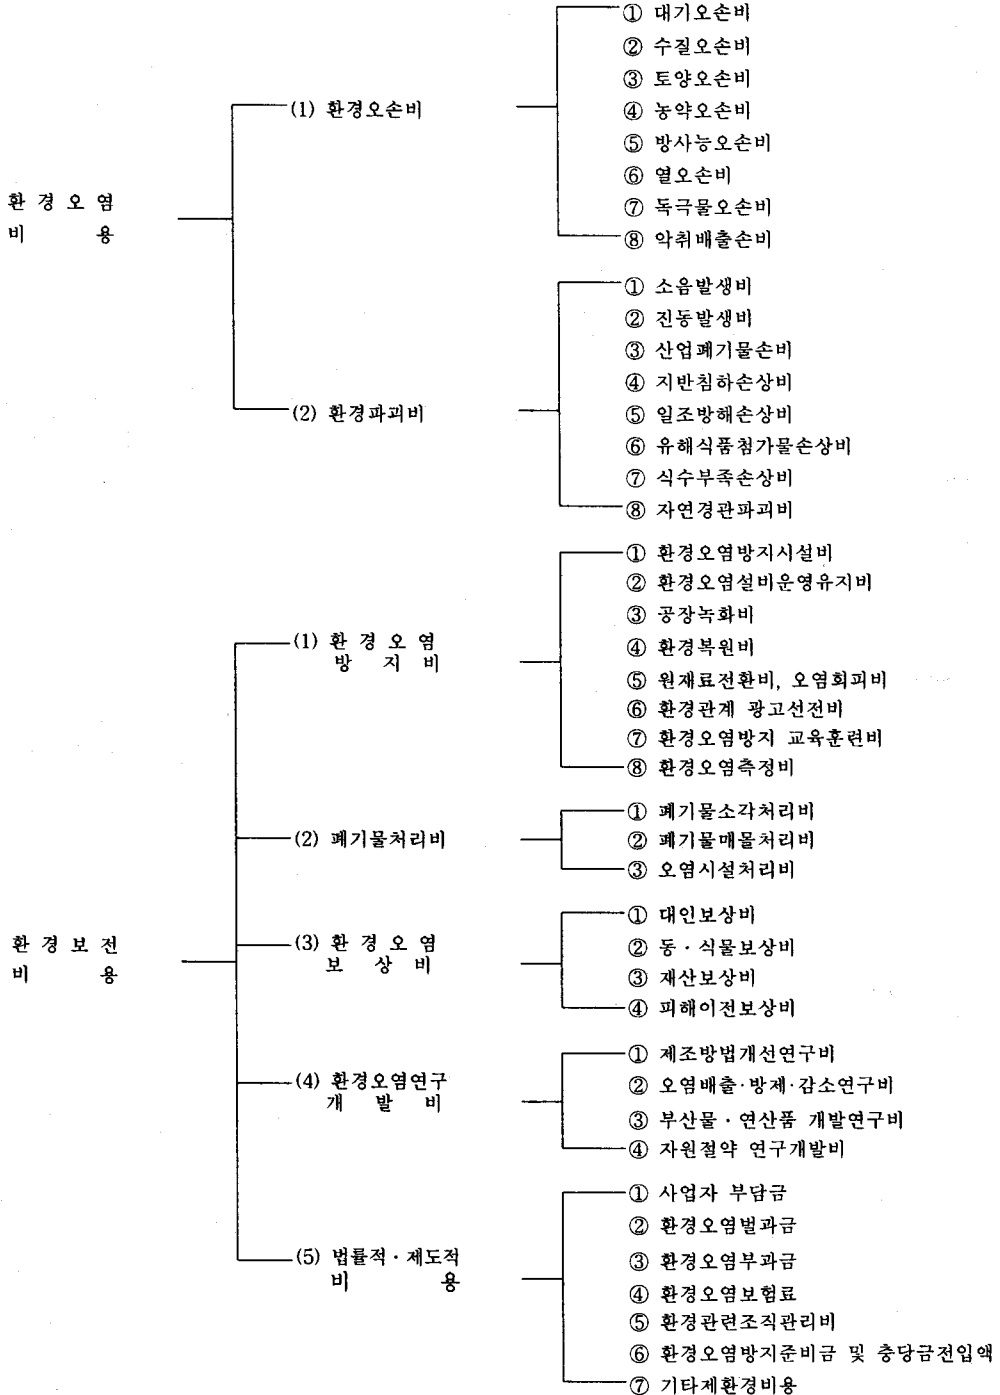 환경오염
비용
(1) 환경오손비
① 대기오손비
② 수질오손비
③ 토양오손비
④ 농약오손비
⑤ 방사능오손비
⑥ 열오손비
⑦ 독극물오손비
⑧ 악취배출손비
(2) 환경파괴비
① 소음발생비
② 진동발생비
③ 산업폐기물손비
④ 지반침하손상비
⑤ 일조방해손상비
⑥ 유해식품첨가물손상비
⑦ 식수부족손상비
⑧ 자연경관파괴비
환경보전
비용
(1) 환경오염
방지비
① 환경오염방지시설비
② 환경오염설비운영유지비
③ 공장녹화비
④ 환경복원비
⑤ 원재료전환비, 오염회피비
⑥ 환경관계 광고선전비
⑦ 환경오염방지 교육훈련비
⑧ 환경오염측정비
(2) 폐기물처리비
① 폐기물소각처리비
② 폐기물매몰처리비
③ 오염시설처리비
(3) 환경오염
보상비
① 대인보상비
② 동·식물보상비
③ 재산보상비
④ 피해이전보상비
(4) 환경오염연구
개발비
① 제조방법개선연구비
② 오염배출·방제·감소연구비
③ 부산물·연산품 개발연구비
④ 자원절약 연구개발비
(5) 법률적·제도적
비용
① 사업자 부담금
② 환경오염벌과금
③ 환경오염부과금
④ 환경오염보험료
⑤ 환경관련조직관리비
⑥ 환경오염방지준비금 및 충당금전입액
⑦ 기타제환경비용